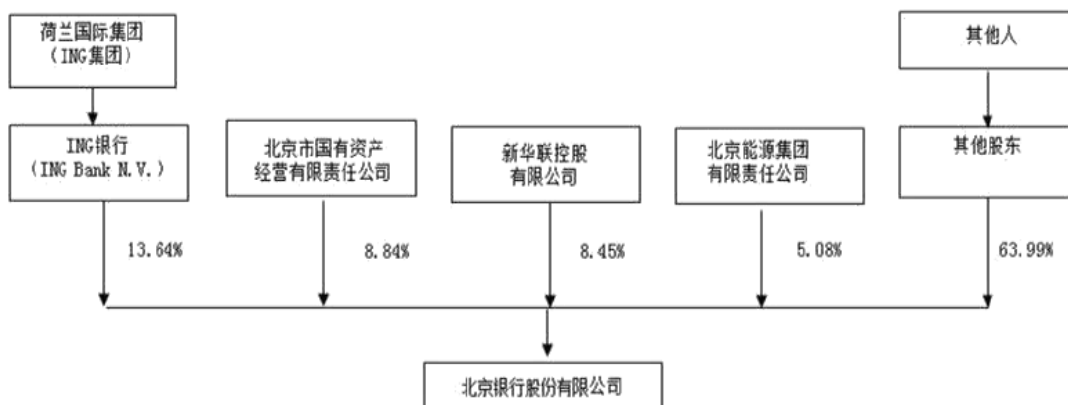 荷兰国际集团
（ING集团）
其他人
ING银行
(ING Bank N.V.)
北京市国有资产
经营有限责任公司
新华联控股
有限公司
北京能源集团
有限责任公司
其他股东
13.64%
8.84%
8.45%
5.08%
63.99%
北京银行股份有限公司